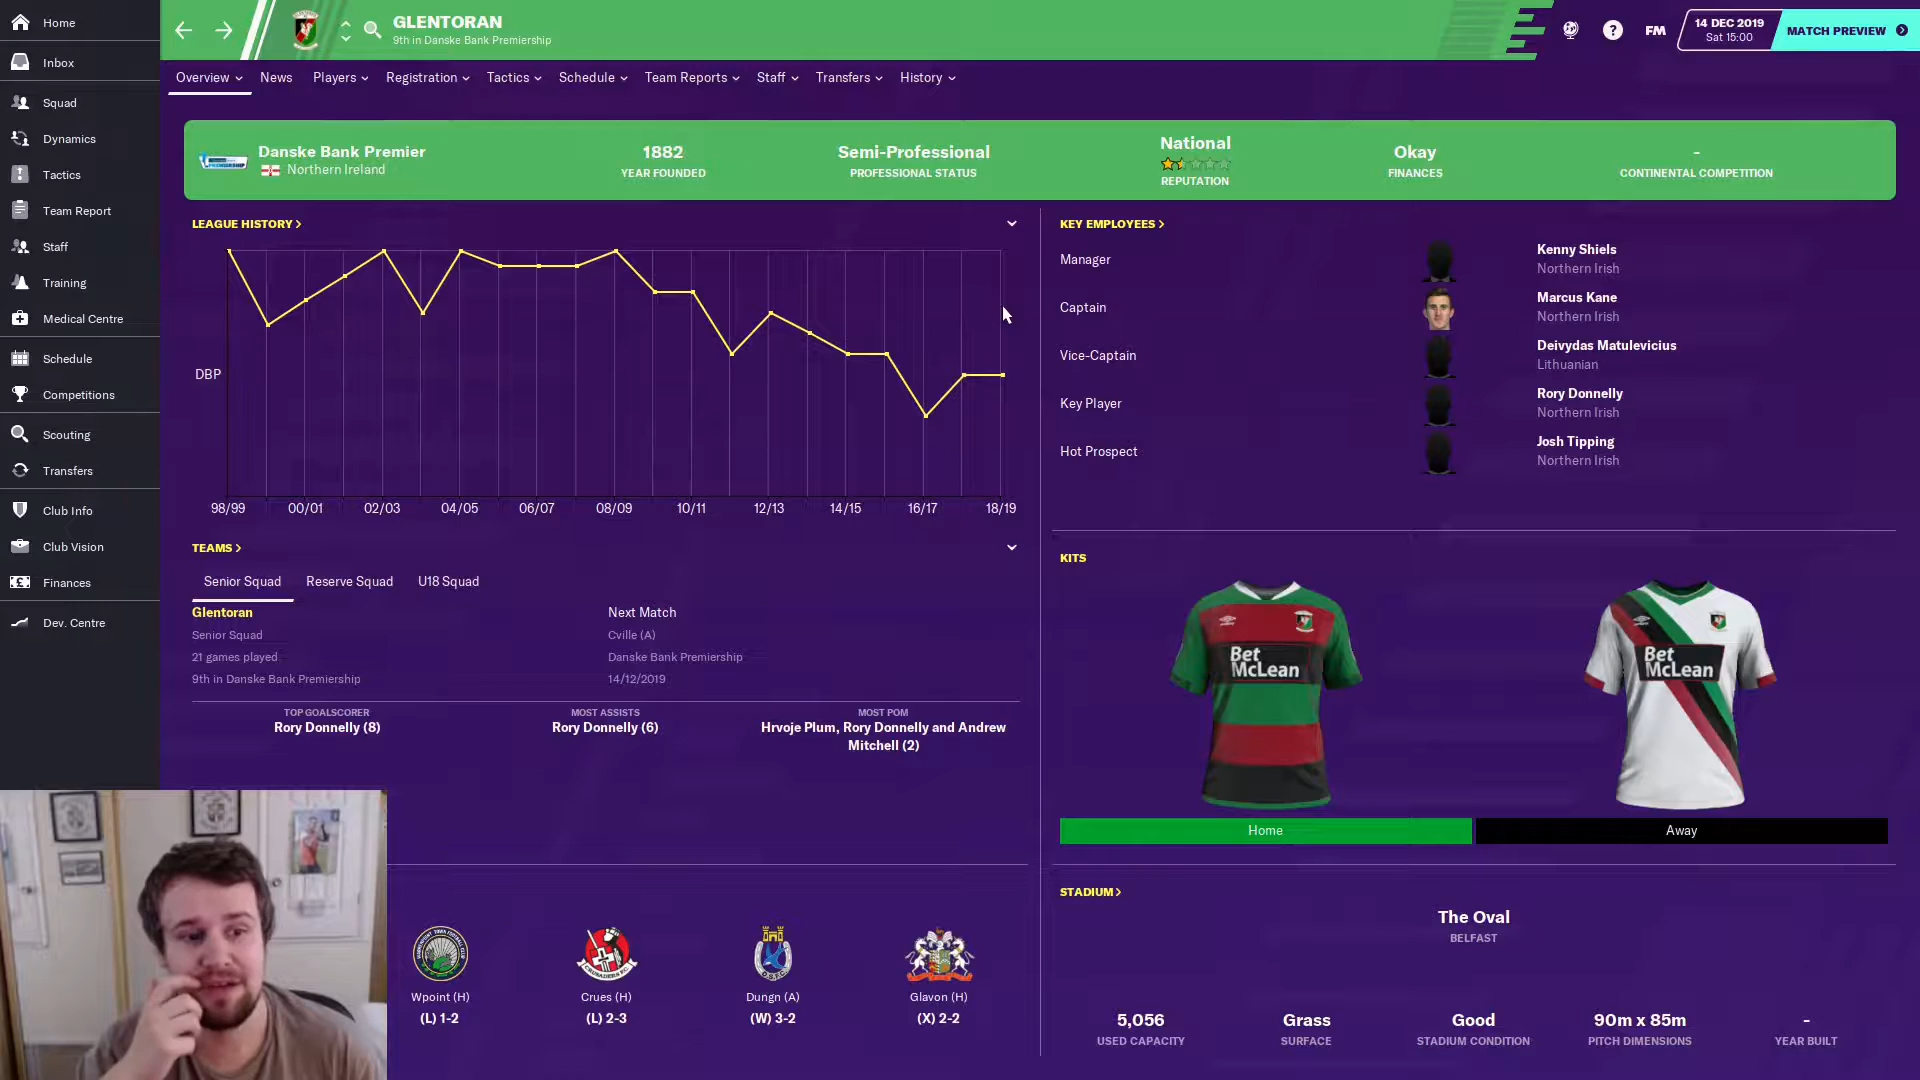 Home
Inbox
Squad
Dynamics
Tactics
Team Report
Staff
Training
Medical Centre
Schedule
Competitions
Scouting
Transfers
Club Info
Club Vision
Finances
Dev. Centre
GLENTORAN
9th in Danske Bank Premiership
?
FM
14 DEC 2019
Sat 15:00
MATCH PREVIEW
Overview News Players Registration Tactics Schedule Team Reports Staff Transfers History
Danske Bank Premier
Northern Ireland
1882
YEAR FOUNDED
Semi-Professional
PROFESSIONAL STATUS
National
REPUTATION
Okay
FINANCES
-
CONTINENTAL COMPETITION
LEAGUE HISTORY >
DBP
98/99 00/01 02/03 04/05 06/07 08/09 10/11 12/13 14/15 16/17 18/19
TEAMS >
Senior Squad Reserve Squad U18 Squad
Glentoran
Senior Squad
21 games played
9th in Danske Bank Premiership
Next Match
Cville (A)
Danske Bank Premiership
14/12/2019
TOP GOALSCORER
Rory Donnelly (8)
MOST ASSISTS
Rory Donnelly (6)
MOST POM
Hrvoje Plum, Rory Donnelly and Andrew
Mitchell (2)
Wpoint (H)
(L) 1-2
Crues (H)
(L) 2-3
Dungn (A)
(W) 3-2
Glavon (H)
(X) 2-2
KEY EMPLOYEES >
Manager
Kenny Shiels
Northern Irish
Captain
Marcus Kane
Northern Irish
Vice-Captain
Deivydas Matulevicius
Lithuanian
Key Player
Rory Donnelly
Northern Irish
Hot Prospect
Josh Tipping
Northern Irish
KITS
Bet
McLean
Bet
McLean
Home
Away
STADIUM >
The Oval
BELFAST
5,056
USED CAPACITY
Grass
SURFACE
Good
STADIUM CONDITION
90m x 85m
PITCH DIMENSIONS
-
YEAR BUILT